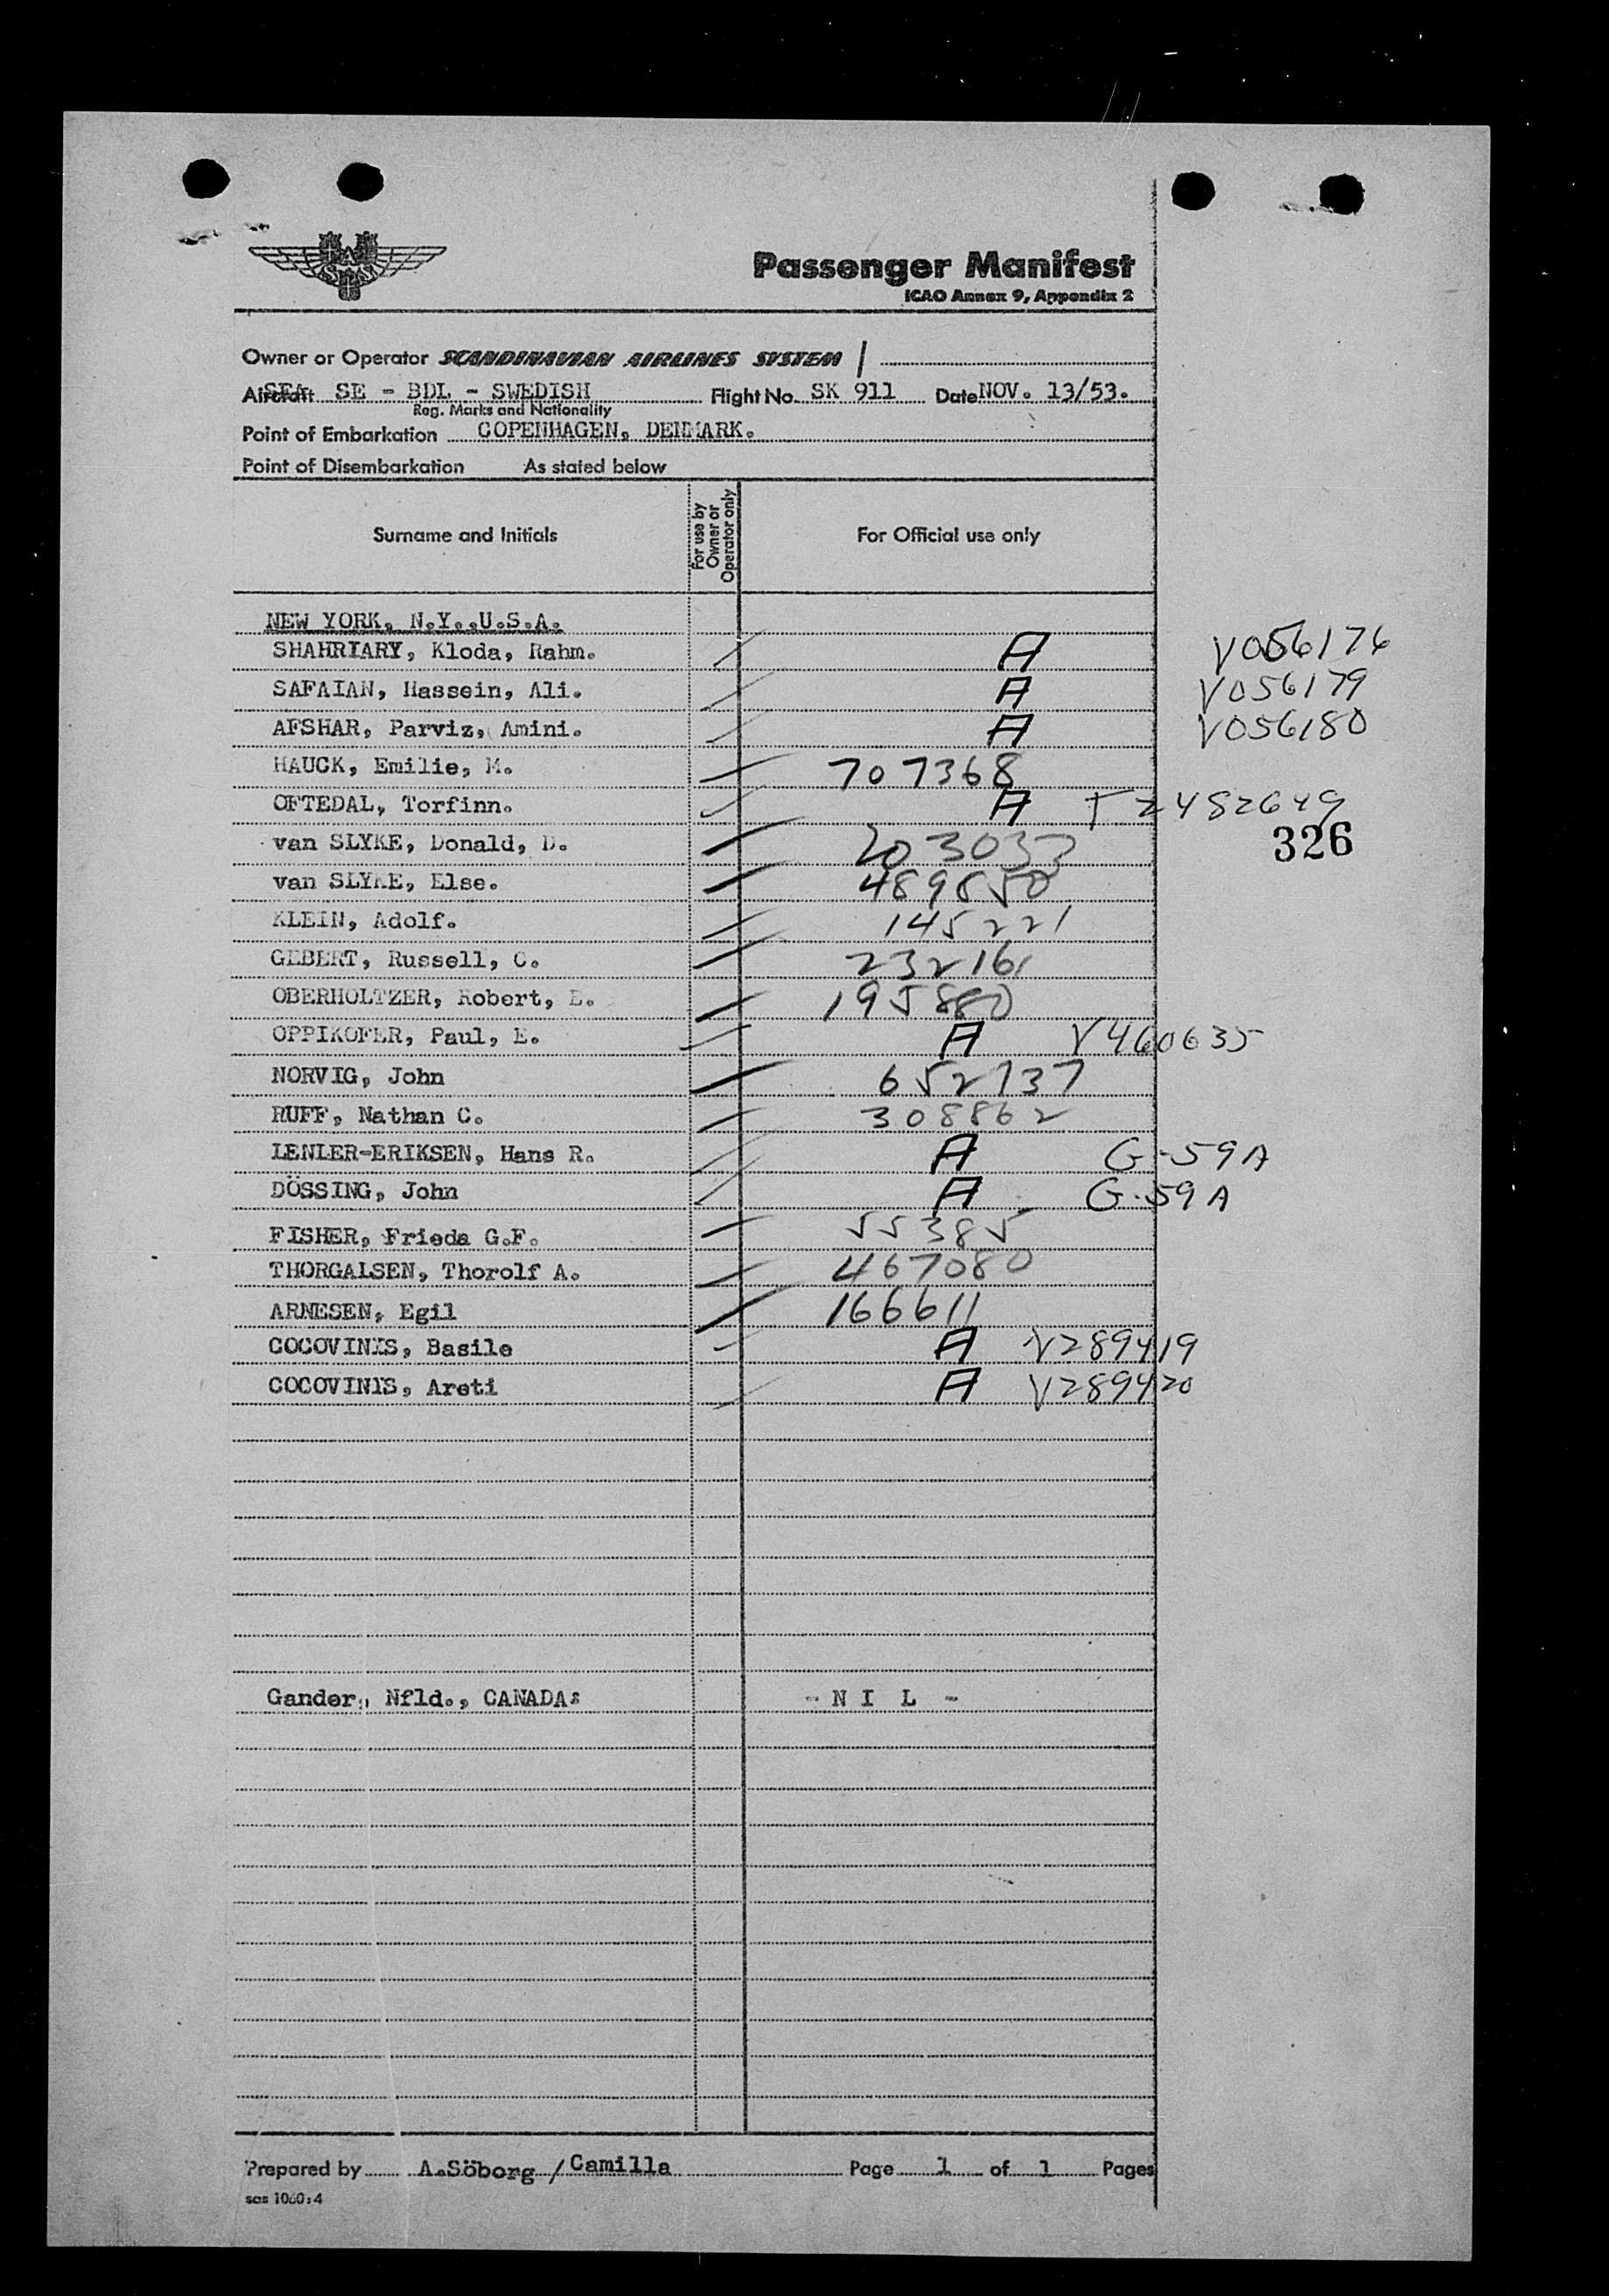 SAS
Passenger Manifest
ICAO Annex 9, Appendix 2
Owner or Operator SCANDINAVIAN AIRLINES SYSTEM /
Aircraft SE - BDL - SWEDISH Flight No. SK 911 Date NOV. 13/53.
Reg. Marks and Nationality
Point of Embarkation COPENHAGEN, DENMARK.
Point of Disembarkation As stated below
Surname and Initials For use by Owner or Operator only For Official use only
NEW YORK, N.Y.,U.S.A.
SHAHRIARY, Kloda, Rahm. A V056176
SAFAIAN, Hassein, Ali. A V056179
AFSHAR, Parviz, Amini. A V056180
HAUCK, Emilie, M. 707368
OFTEDAL, Torfinn. A T 2482649
326
van SLYKE, Donald, D. 203033
van SLYKE, Else. 489850
KLEIN, Adolf. 145221
GEBERT, Russell, C. 232161
OBERHOLTZER, Robert, E. 195880
OPPIKOFER, Paul, E. A V460635
NORVIG, John 652737
RUFF, Nathan C. 308862
LENLER-ERIKSEN, Hans R. A G-59A
DÖSSING, John A G-59A
FISHER, Frieda G.F. 55385
THORGALSEN, Thorolf A. 467080
ARNESEN, Egil 166611
COCOVINIS, Basile A V289419
COCOVINIS, Areti A V289420
Gander, Nfld., CANADA: - N I L -
Prepared by A.Söborg / Camilla Page 1 of 1 Pages
sas 1060:4